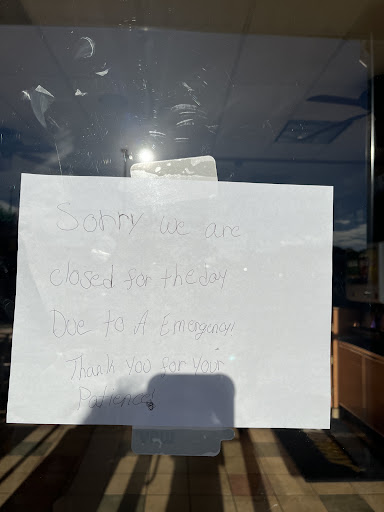 Sorry we are
closed for the day
Due to A Emergency!
Thank you for your
Patience!